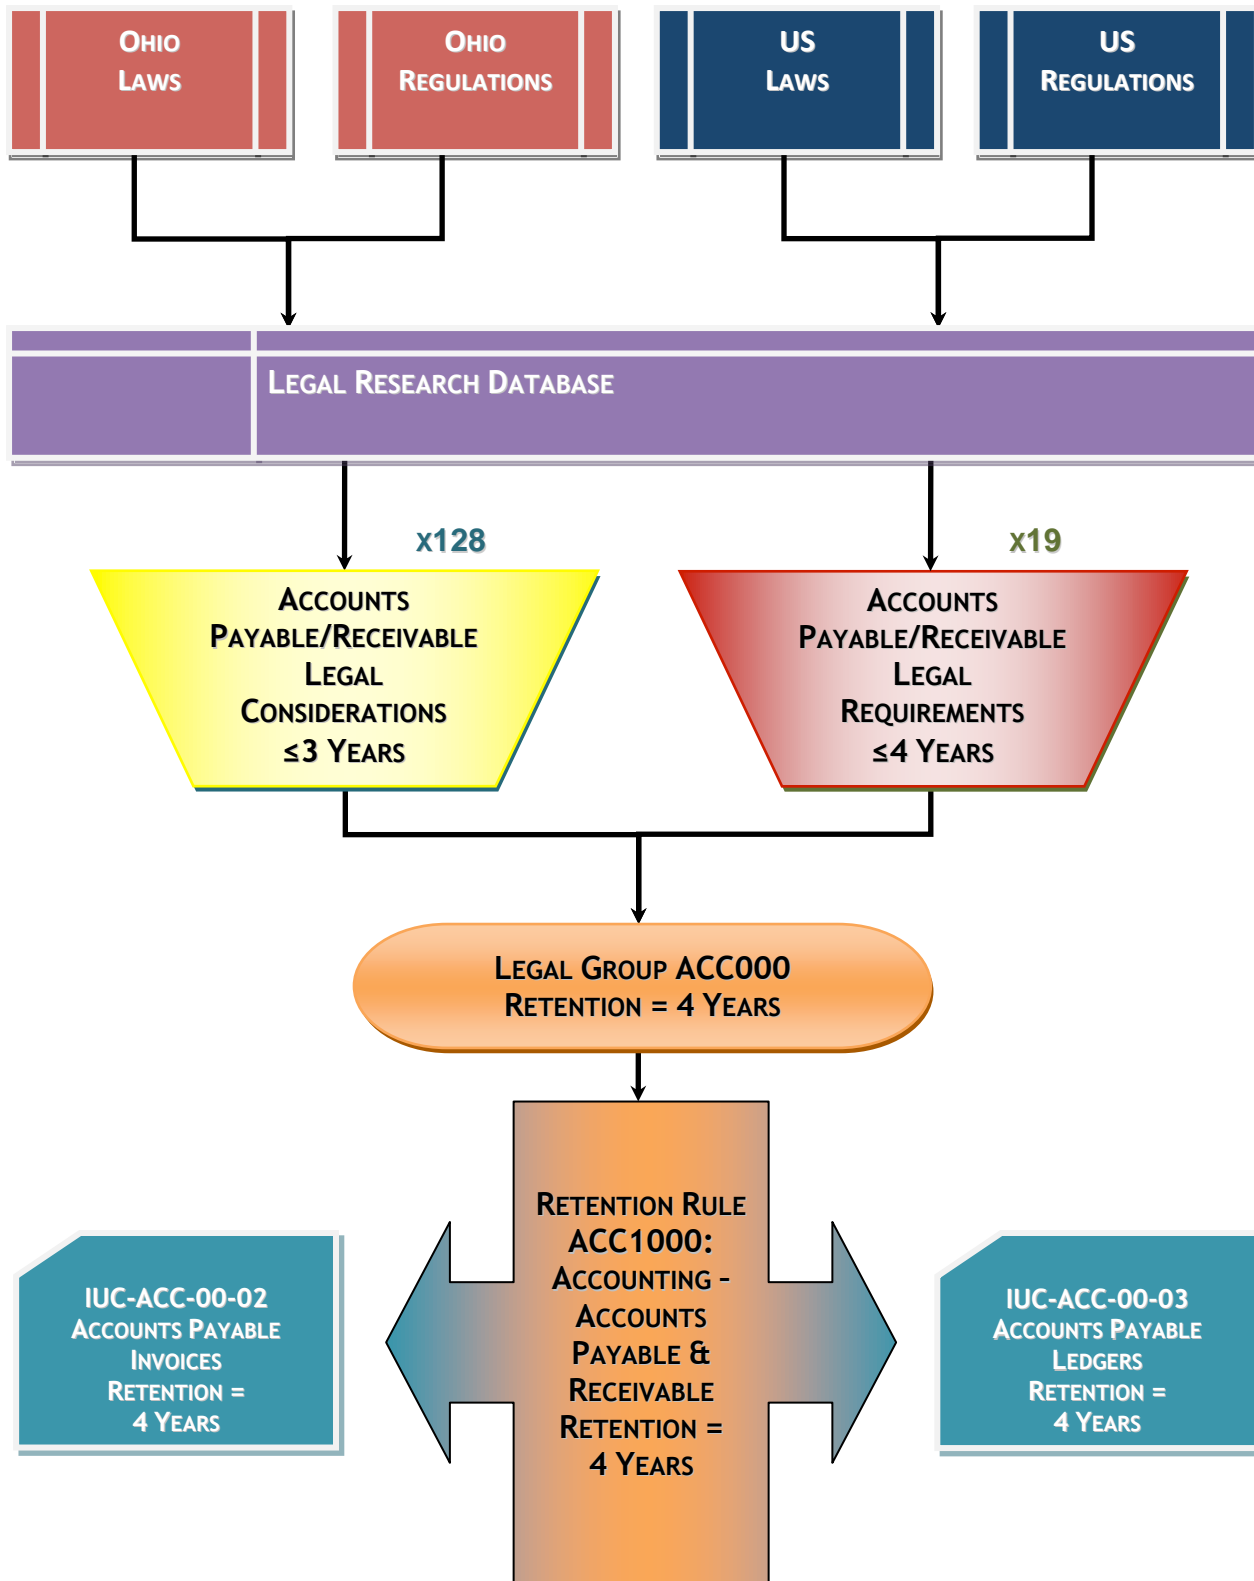 Ohio
Laws
Ohio
Regulations
US
Laws
US
Regulations
Legal Research Database
x128
x19
Accounts
Payable/Receivable
Legal
Considerations
≤3 Years
Accounts
Payable/Receivable
Legal
Requirements
≤4 Years
Legal Group ACC000
Retention = 4 Years
Retention Rule
ACC1000:
Accounting –
Accounts
Payable &
Receivable
Retention =
4 Years
IUC-ACC-00-02
Accounts Payable
Invoices
Retention =
4 Years
IUC-ACC-00-03
Accounts Payable
Ledgers
Retention =
4 Years